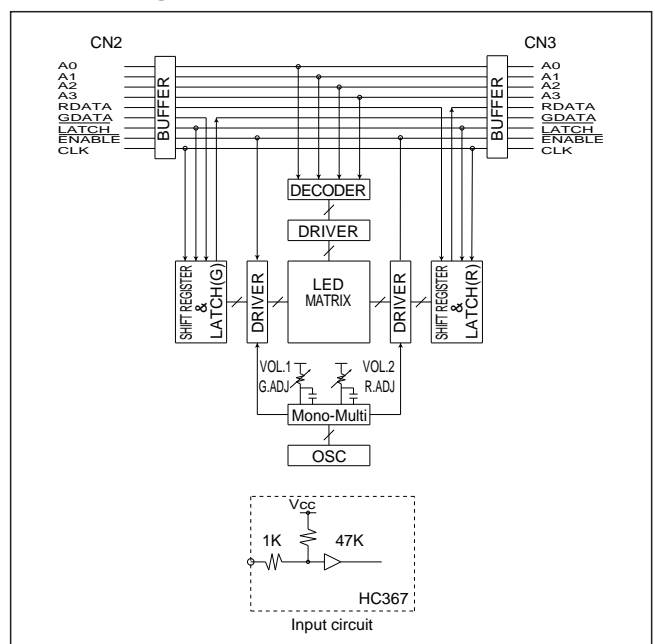 CN2
CN3
A0
A1
A2
A3
RDATA
GDATA
LATCH
ENABLE
CLK
BUFFER
BUFFER
A0
A1
A2
A3
RDATA
GDATA
LATCH
ENABLE
CLK
DECODER
DRIVER
SHIFT REGISTER
&
LATCH(G)
DRIVER
LED
MATRIX
DRIVER
SHIFT REGISTER
&
LATCH(R)
VOL.1
G.ADJ
VOL.2
R.ADJ
Mono-Multi
OSC
Vcc
1K
47K
HC367
Input circuit